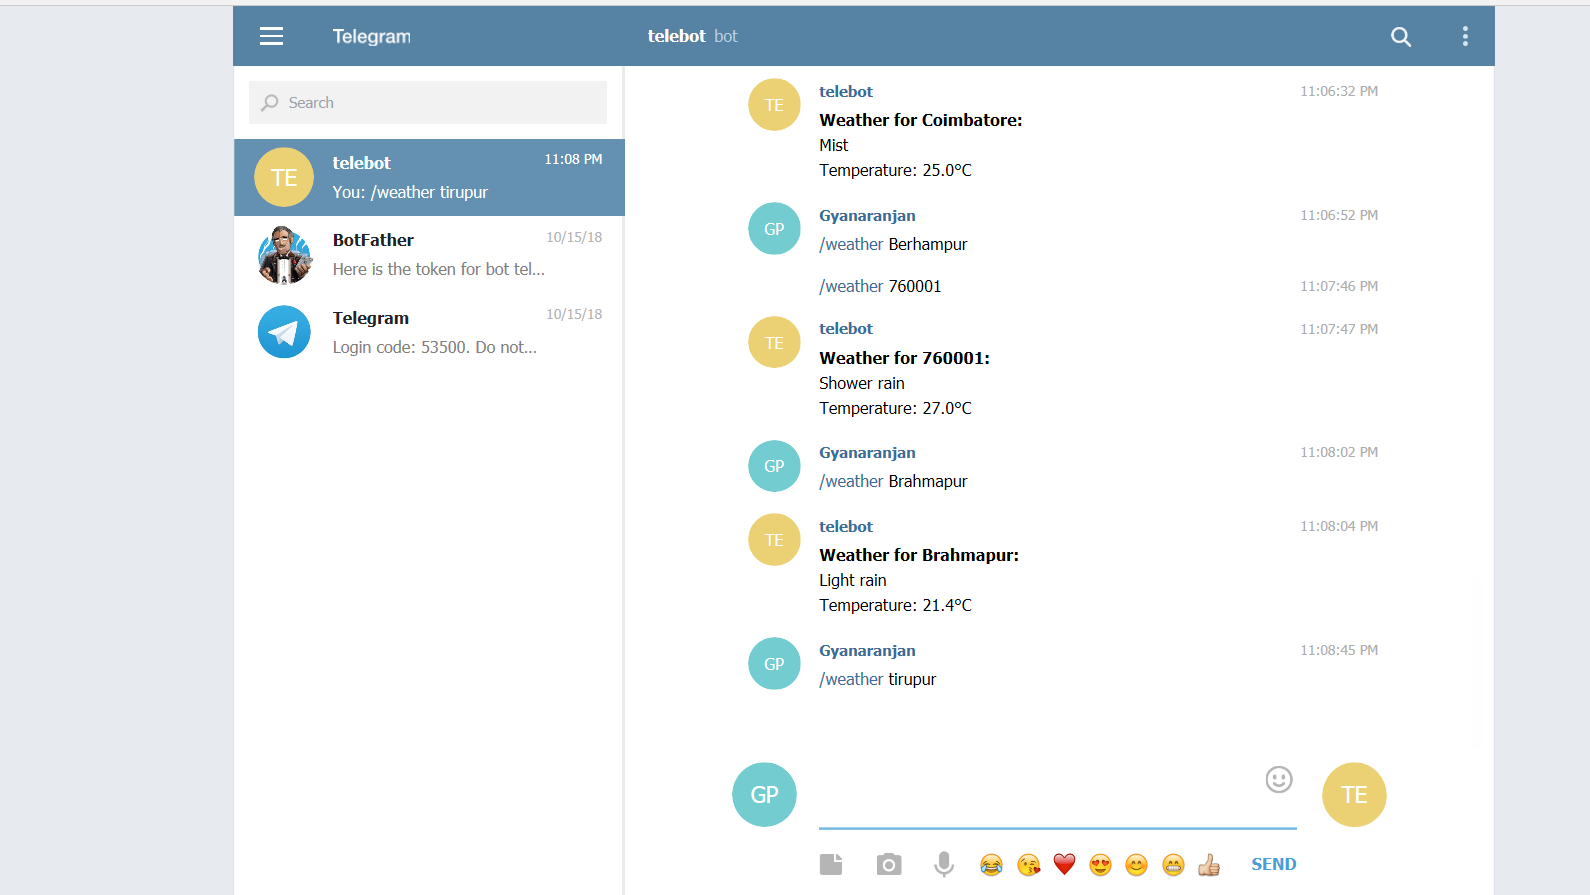 Telegram
telebot bot
Search
TE
telebot
11:08 PM
You: /weather tirupur
BotFather
10/15/18
Here is the token for bot tel...
Telegram
10/15/18
Login code: 53500. Do not...
TE
telebot
11:06:32 PM
Weather for Coimbatore:
Mist
Temperature: 25.0°C
GP
Gyanaranjan
11:06:52 PM
/weather Berhampur
/weather 760001
11:07:46 PM
TE
telebot
11:07:47 PM
Weather for 760001:
Shower rain
Temperature: 27.0°C
GP
Gyanaranjan
11:08:02 PM
/weather Brahmapur
TE
telebot
11:08:04 PM
Weather for Brahmapur:
Light rain
Temperature: 21.4°C
GP
Gyanaranjan
11:08:45 PM
/weather tirupur
GP
TE
SEND